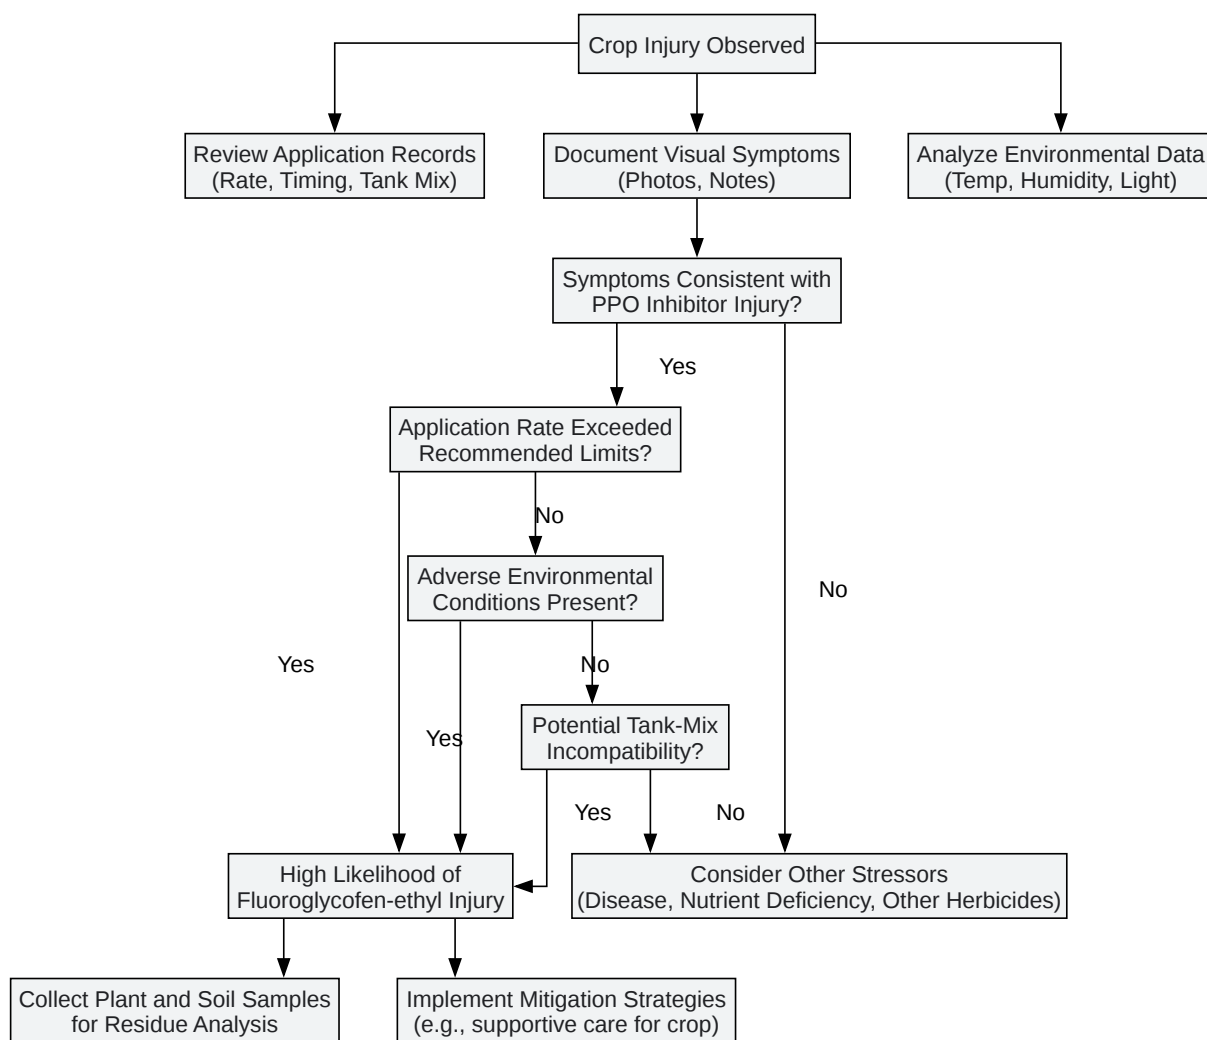 Crop Injury Observed
Review Application Records
(Rate, Timing, Tank Mix)
Document Visual Symptoms
(Photos, Notes)
Analyze Environmental Data
(Temp, Humidity, Light)
Symptoms Consistent with
PPO Inhibitor Injury?
Yes
Application Rate Exceeded
Recommended Limits?
No
Adverse Environmental
Conditions Present?
No
Yes
No
Potential Tank-Mix
Incompatibility?
Yes
Yes
No
High Likelihood of
Fluoroglycofen-ethyl Injury
Consider Other Stressors
(Disease, Nutrient Deficiency, Other Herbicides)
Collect Plant and Soil Samples
for Residue Analysis
Implement Mitigation Strategies
(e.g., supportive care for crop)